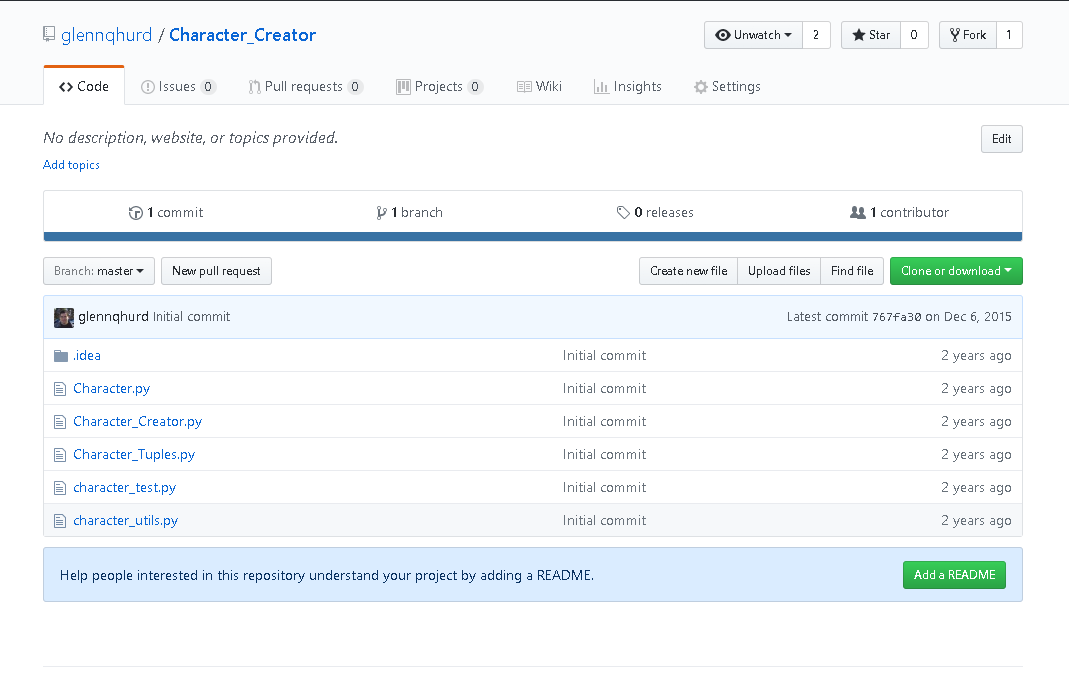 glennqhurd / Character_Creator Unwatch 2 Star 0 Fork 1
Code Issues 0 Pull requests 0 Projects 0 Wiki Insights Settings
No description, website, or topics provided. Edit
Add topics
1 commit 1 branch 0 releases 1 contributor
Branch: master New pull request Create new file Upload files Find file Clone or download
glennqhurd Initial commit Latest commit 767fa30 on Dec 6, 2015
.idea Initial commit 2 years ago
Character.py Initial commit 2 years ago
Character_Creator.py Initial commit 2 years ago
Character_Tuples.py Initial commit 2 years ago
character_test.py Initial commit 2 years ago
character_utils.py Initial commit 2 years ago
Help people interested in this repository understand your project by adding a README. Add a README